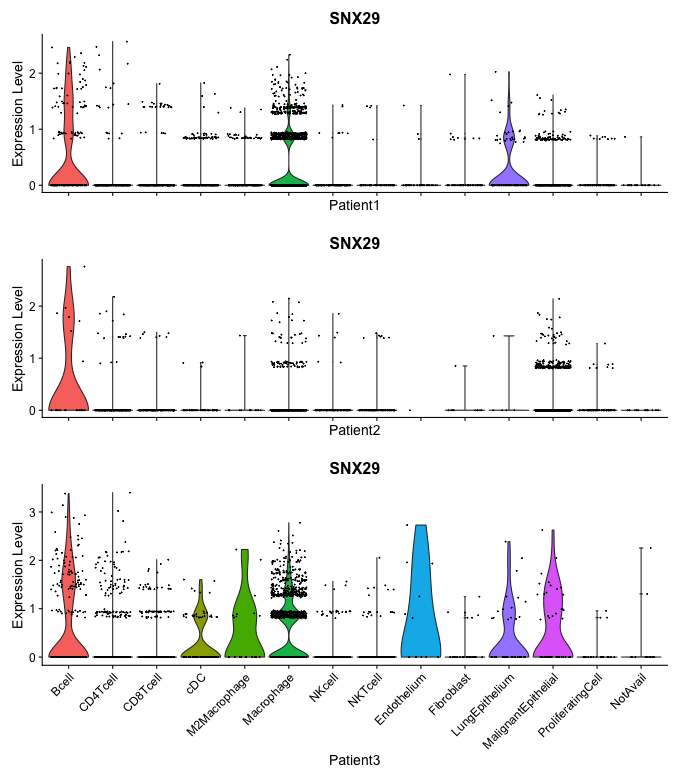 SNX29
Expression Level
2
1
0
Patient1
SNX29
Expression Level
2
1
0
Patient2
SNX29
Expression Level
3
2
1
0
Bcell
CD4Tcell
CD8Tcell
cDC
M2Macrophage
Macrophage
NKcell
NKTcell
Endothelium
Fibroblast
LungEpithelium
MalignantEpithelial
ProliferatingCell
NotAvail
Patient3